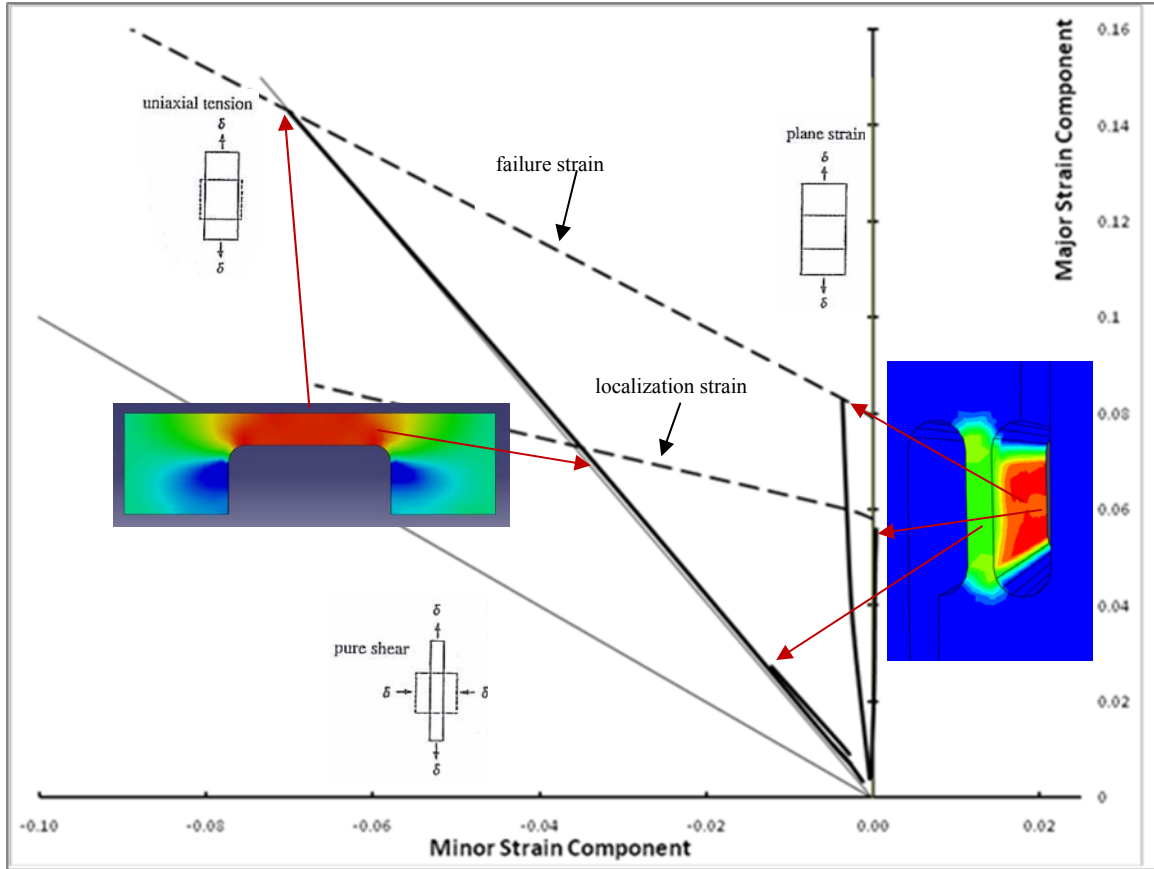 uniaxial tension
δ
δ
failure strain
plane strain
δ
δ
localization strain
pure shear
δ
δ
δ
δ
Major Strain Component
0.16
0.14
0.12
0.1
0.08
0.06
0.04
0.02
0
-0.10
-0.08
-0.06
-0.04
-0.02
0.00
0.02
Minor Strain Component